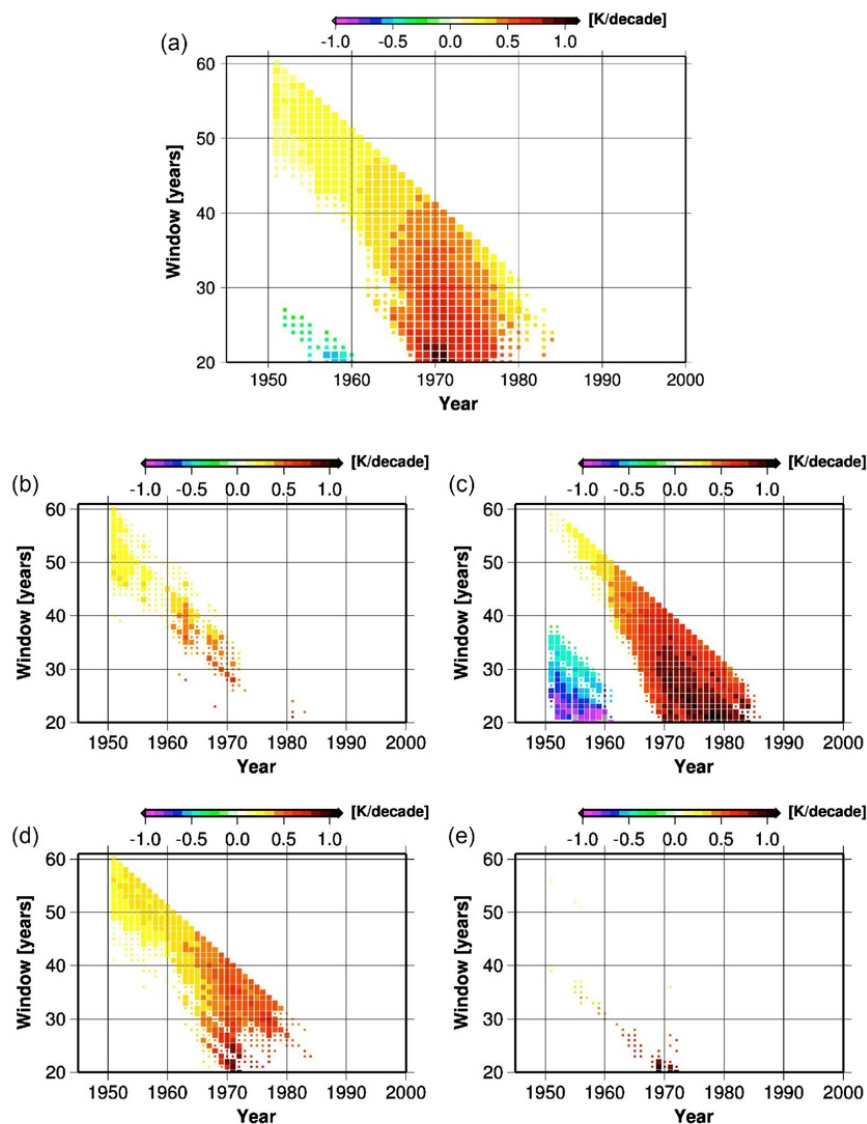 [K/decade]
-1.0 -0.5 0.0 0.5 1.0
(a)
60
50
40
30
20
Window [years]
1950 1960 1970 1980 1990 2000
Year
[K/decade] [K/decade]
-1.0 -0.5 0.0 0.5 1.0 -1.0 -0.5 0.0 0.5 1.0
(b) (c)
60 60
50 50
40 40
30 30
20 20
Window [years] Window [years]
1950 1960 1970 1980 1990 2000 1950 1960 1970 1980 1990 2000
Year Year
[K/decade] [K/decade]
-1.0 -0.5 0.0 0.5 1.0 -1.0 -0.5 0.0 0.5 1.0
(d) (e)
60 60
50 50
40 40
30 30
20 20
Window [years] Window [years]
1950 1960 1970 1980 1990 2000 1950 1960 1970 1980 1990 2000
Year Year